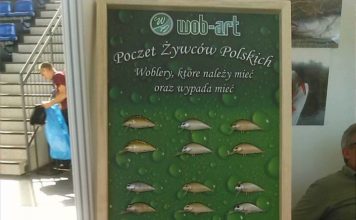 wob-art
Poczet Żywców Polskich
Woblery, które należy mieć
oraz wypada mieć